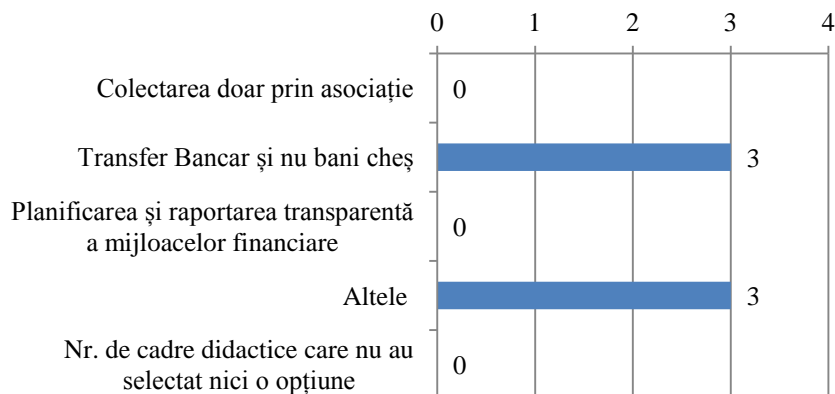 0 1 2 3 4
Colectarea doar prin asociație 0
Transfer Bancar și nu bani cheș 3
Planificarea și raportarea transparentă
a mijloacelor financiare 0
Altele 3
Nr. de cadre didactice care nu au
selectat nici o opțiune 0